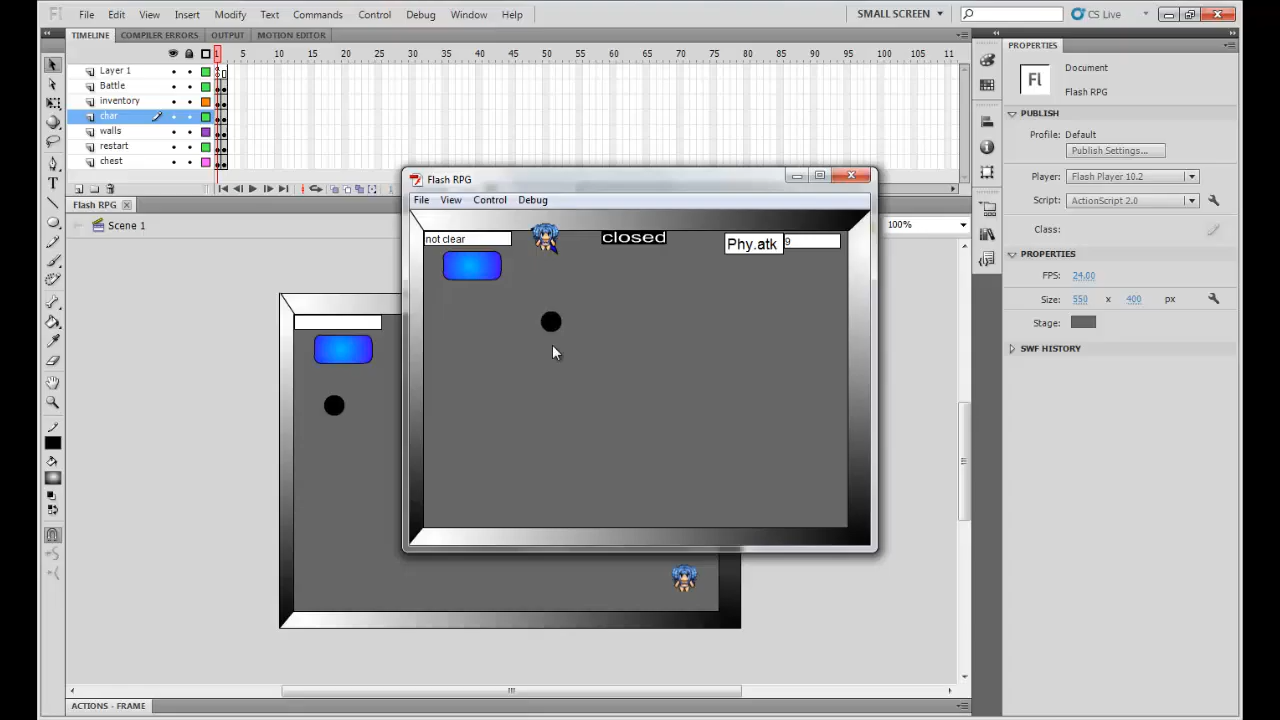 Fl File Edit View Insert Modify Text Commands Control Debug Window Help SMALL SCREEN CS Live
TIMELINE COMPILER ERRORS OUTPUT MOTION EDITOR
1 5 10 15 20 25 30 35 40 45 50 55 60 65 70 75 80 85 90 95 100 105 11
Layer 1
Battle
inventory
char
walls
restart
chest
Flash RPG
Scene 1
100%
Flash RPG
File View Control Debug
not clear
closed
Phy.atk
9
PROPERTIES
Fl
Document
Flash RPG
PUBLISH
Profile: Default
Publish Settings...
Player: Flash Player 10.2
Script: ActionScript 2.0
Class:
PROPERTIES
FPS: 24.00
Size: 550 x 400 px
Stage:
SWF HISTORY
ACTIONS - FRAME